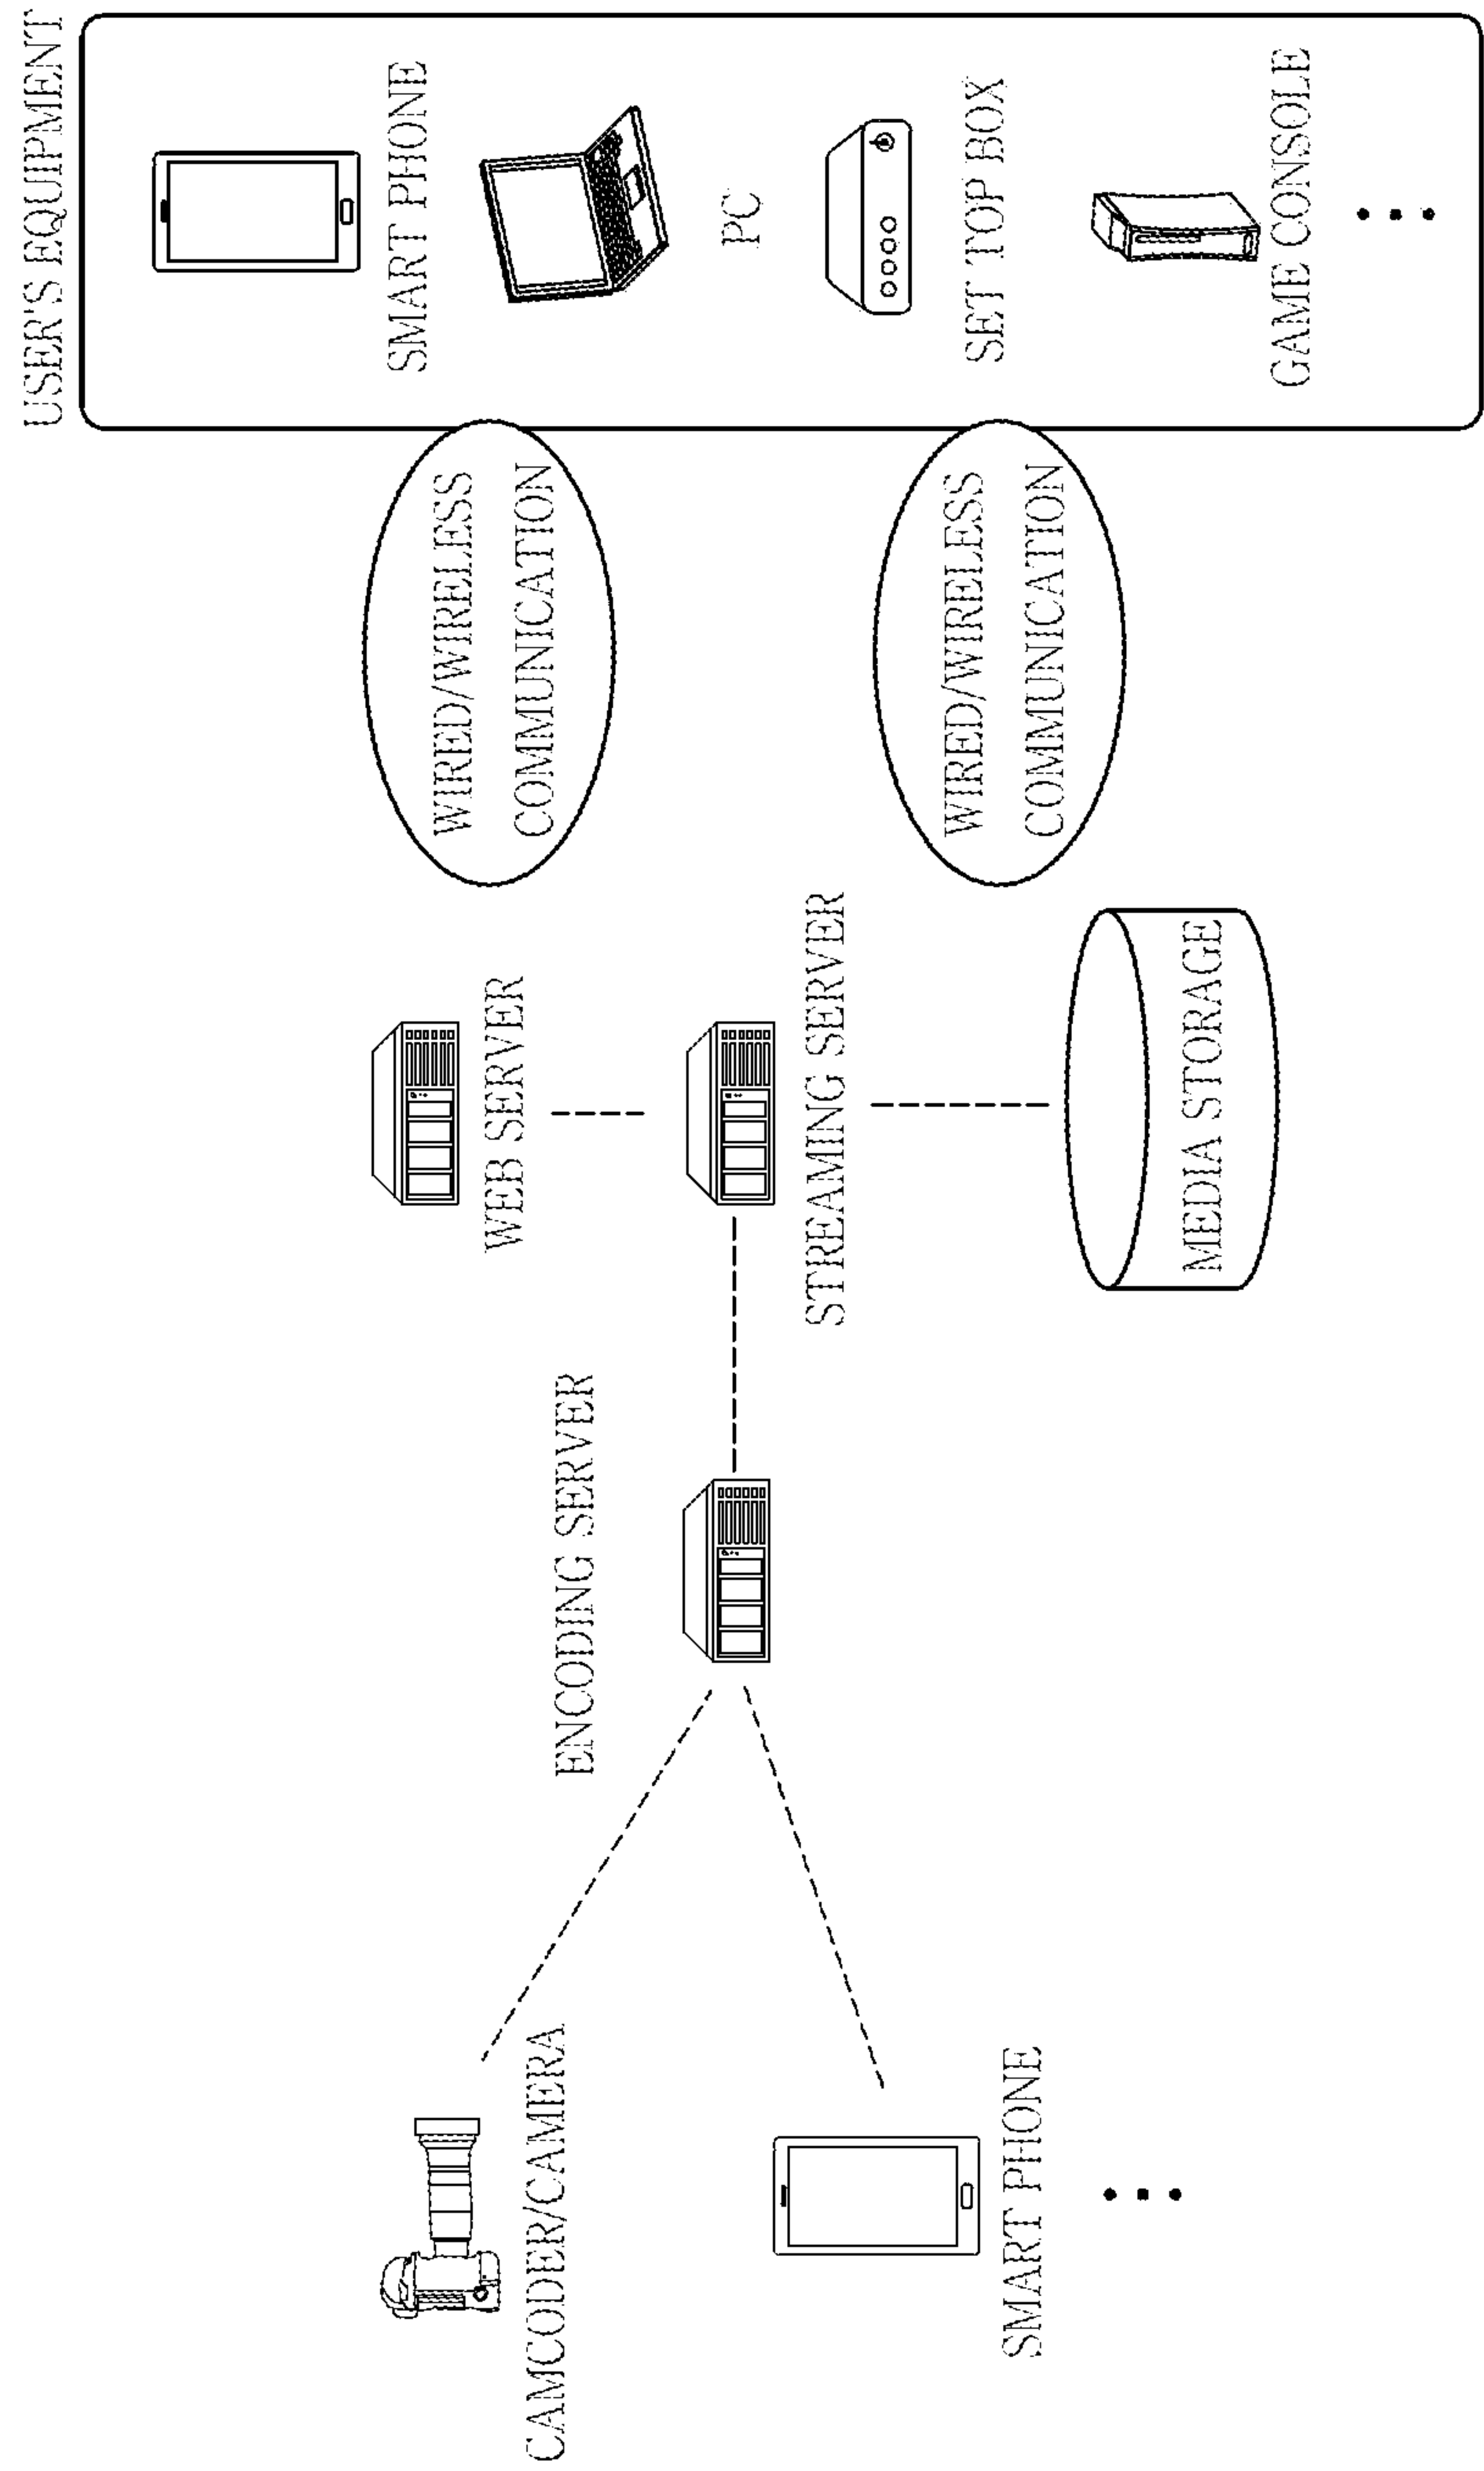 USER'S EQUIPMENT
SMART PHONE
PC
SET TOP BOX
GAME CONSOLE
WIRED/WIRELESS
COMMUNICATION
WIRED/WIRELESS
COMMUNICATION
WEB SERVER
STREAMING SERVER
MEDIA STORAGE
ENCODING SERVER
CAMCODER/CAMERA
SMART PHONE